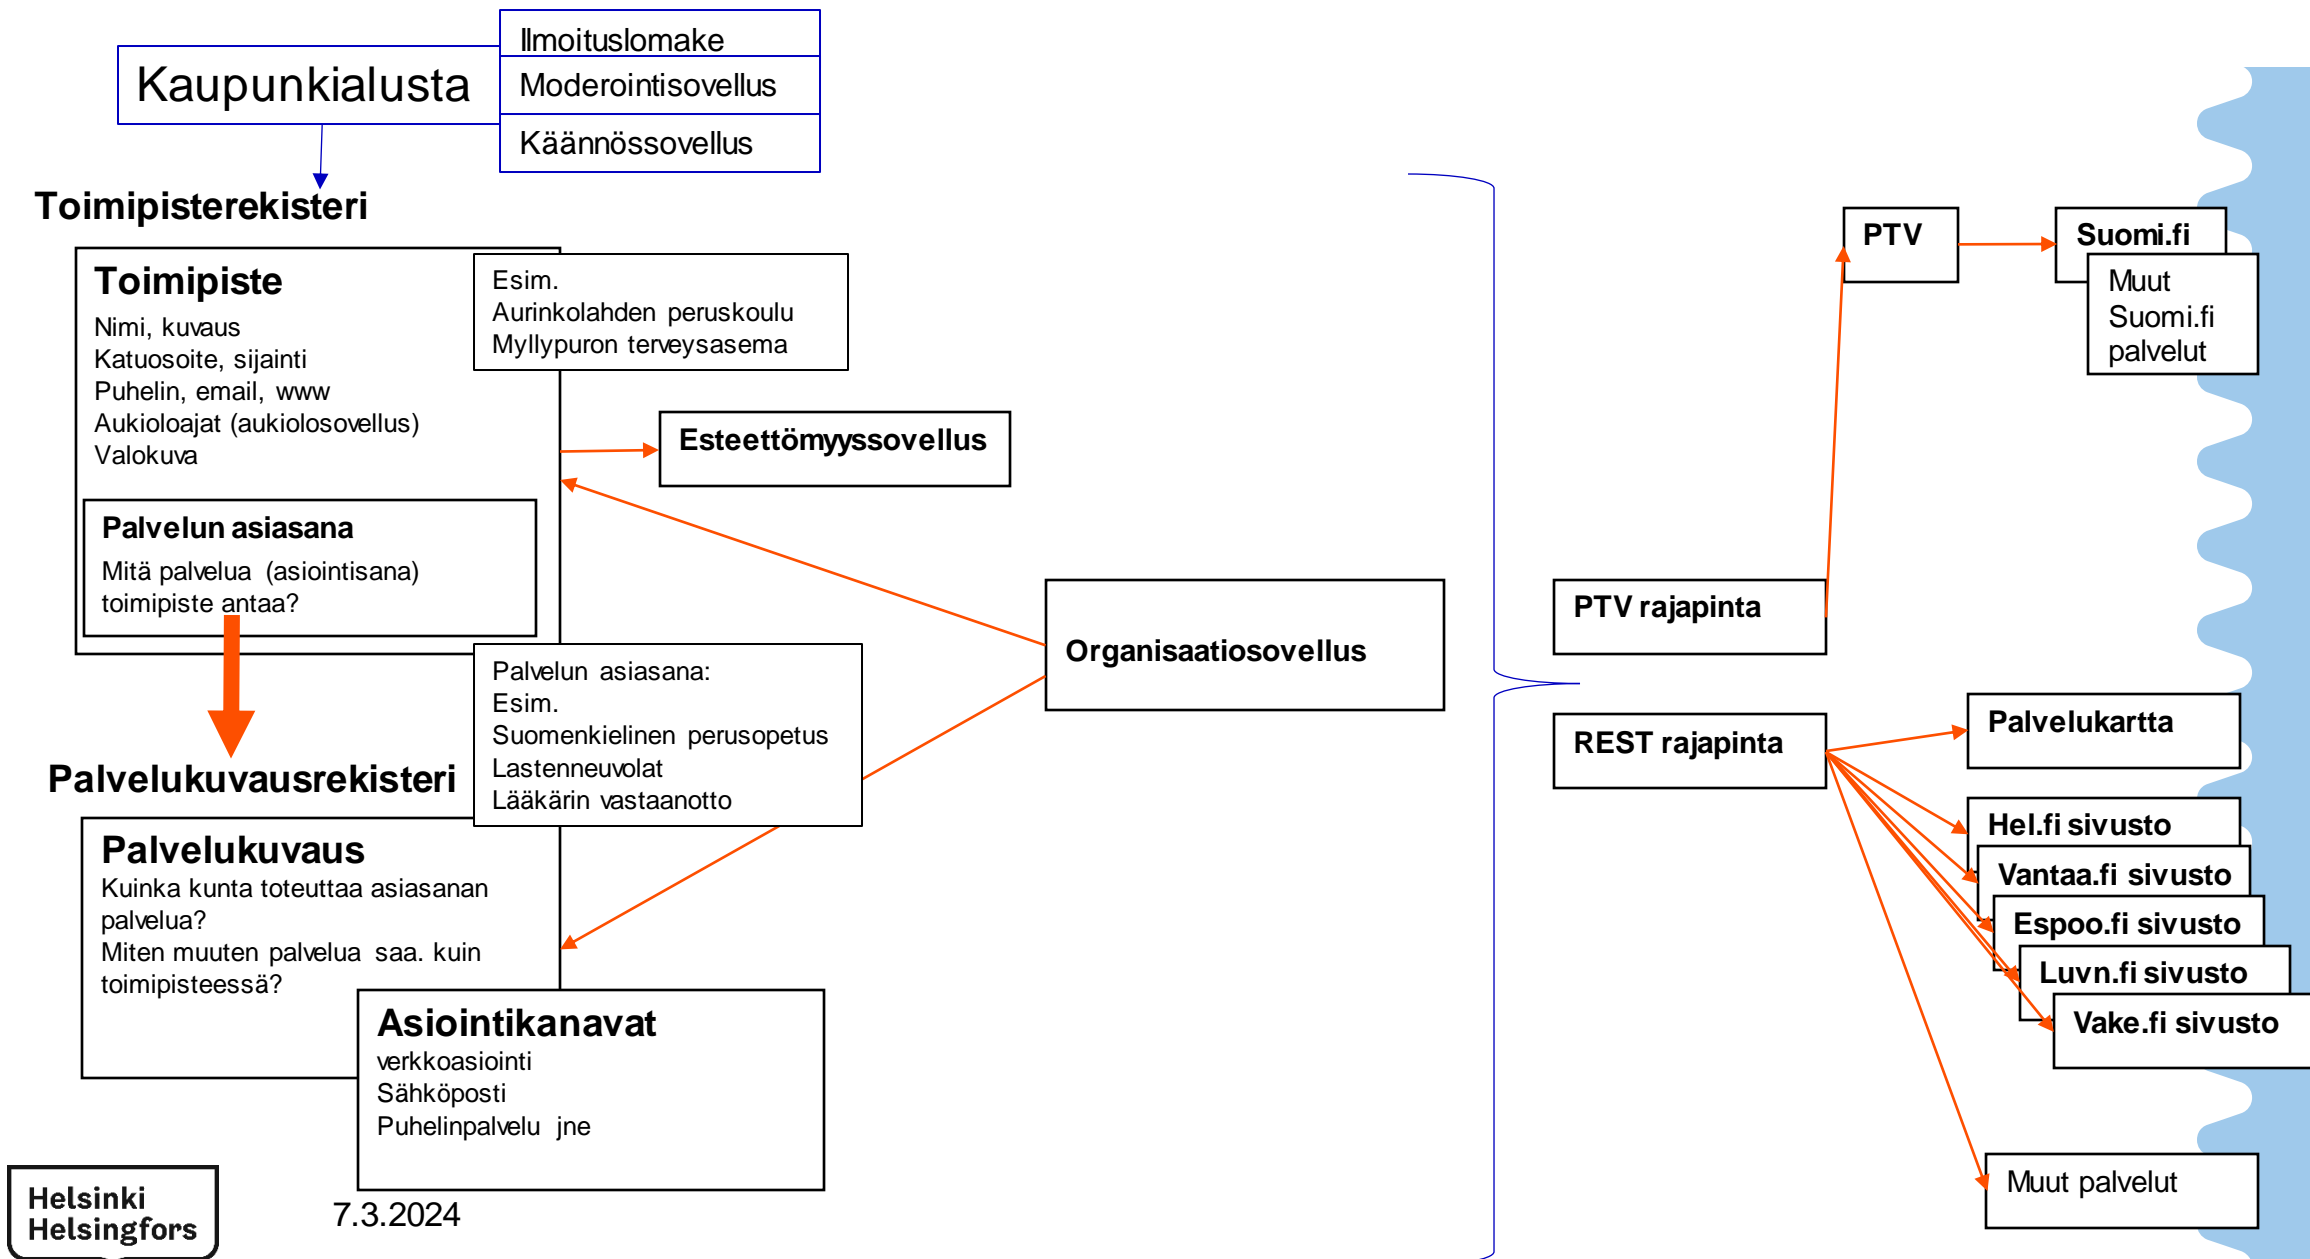 Kaupunkialusta
Ilmoituslomake
Moderointisovellus
Käännössovellus
Toimipisterekisteri
Toimipiste
Nimi, kuvaus
Katuosoite, sijainti
Puhelin, email, www
Aukioloajat (aukiolosovellus)
Valokuva
Esim.
Aurinkolahden peruskoulu
Myllypuron terveysasema
Esteettömyyssovellus
Palvelun asiasana
Mitä palvelua (asiointisana)
toimipiste antaa?
Palvelun asiasana:
Esim.
Suomenkielinen perusopetus
Lastenneuvolat
Lääkärin vastaanotto
Organisaatiosovellus
Palvelukuvausrekisteri
Palvelukuvaus
Kuinka kunta toteuttaa asiasanan
palvelua?
Miten muuten palvelua saa. kuin
toimipisteessä?
Asiointikanavat
verkkoasiointi
Sähköposti
Puhelinpalvelu jne
PTV
Suomi.fi
Muut
Suomi.fi
palvelut
PTV rajapinta
REST rajapinta
Palvelukartta
Hel.fi sivusto
Vantaa.fi sivusto
Espoo.fi sivusto
Luvn.fi sivusto
Vake.fi sivusto
Muut palvelut
Helsinki
Helsingfors
7.3.2024